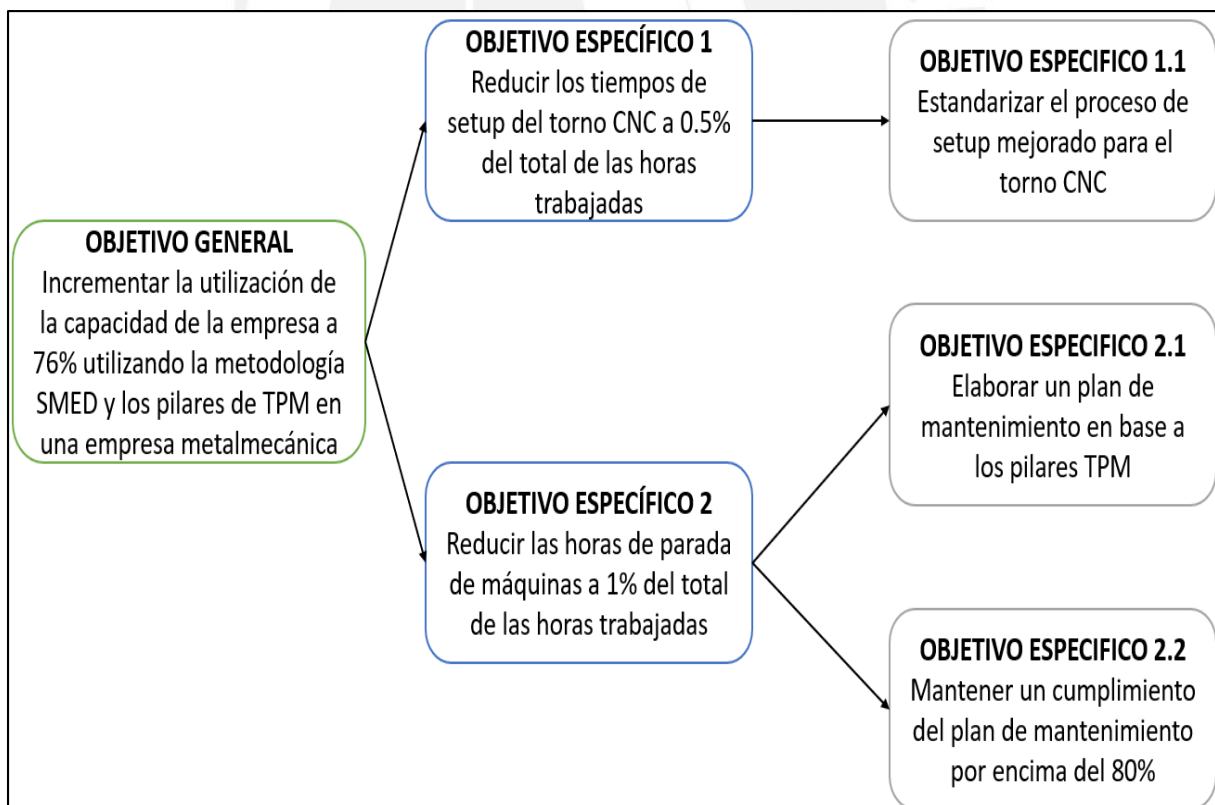 OBJETIVO GENERAL
Incrementar la utilización de
la capacidad de la empresa a
76% utilizando la metodología
SMED y los pilares de TPM en
una empresa metalmecánica
OBJETIVO ESPECÍFICO 1
Reducir los tiempos de
setup del torno CNC a 0.5%
del total de las horas
trabajadas
OBJETIVO ESPECIFICO 1.1
Estandarizar el proceso de
setup mejorado para el
torno CNC
OBJETIVO ESPECÍFICO 2
Reducir las horas de parada
de máquinas a 1% del total
de las horas trabajadas
OBJETIVO ESPECIFICO 2.1
Elaborar un plan de
mantenimiento en base a
los pilares TPM
OBJETIVO ESPECIFICO 2.2
Mantener un cumplimiento
del plan de mantenimiento
por encima del 80%